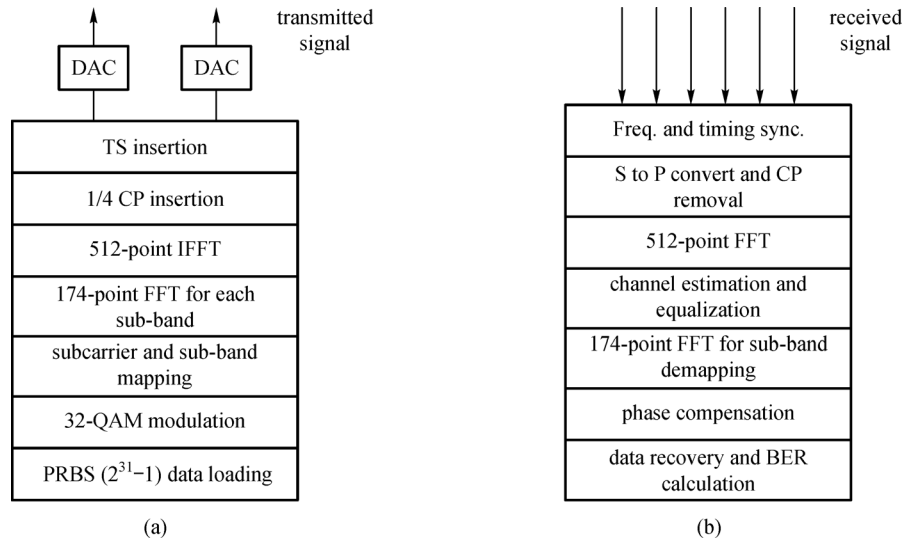 transmitted
signal
DAC
DAC
TS insertion
1/4 CP insertion
512-point IFFT
174-point FFT for each
sub-band
subcarrier and sub-band
mapping
32-QAM modulation
PRBS (2³¹−1) data loading
(a)
received
signal
Freq. and timing sync.
S to P convert and CP
removal
512-point FFT
channel estimation and
equalization
174-point FFT for sub-band
demapping
phase compensation
data recovery and BER
calculation
(b)